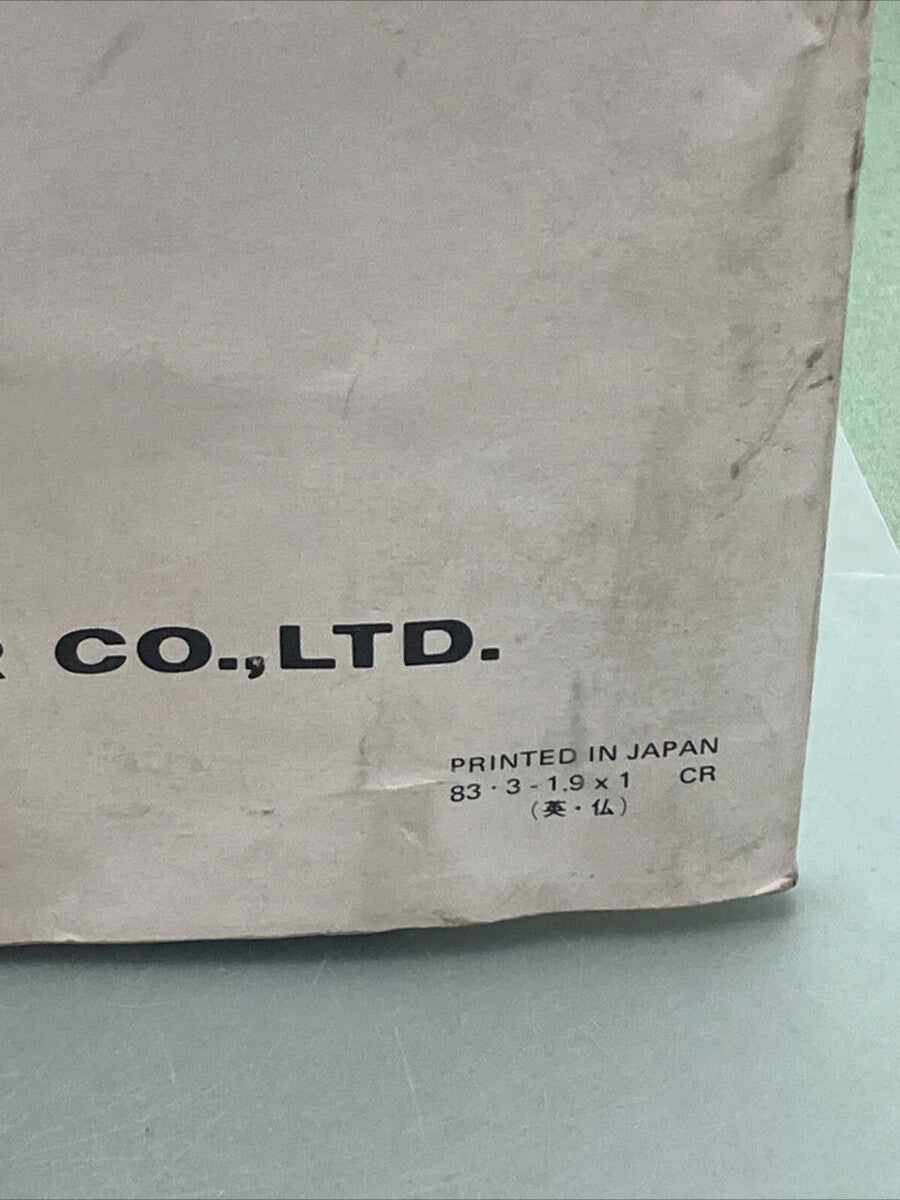 R CO.,LTD.
PRINTED IN JAPAN
83・3 - 1.9 x 1 CR
(英・仏)